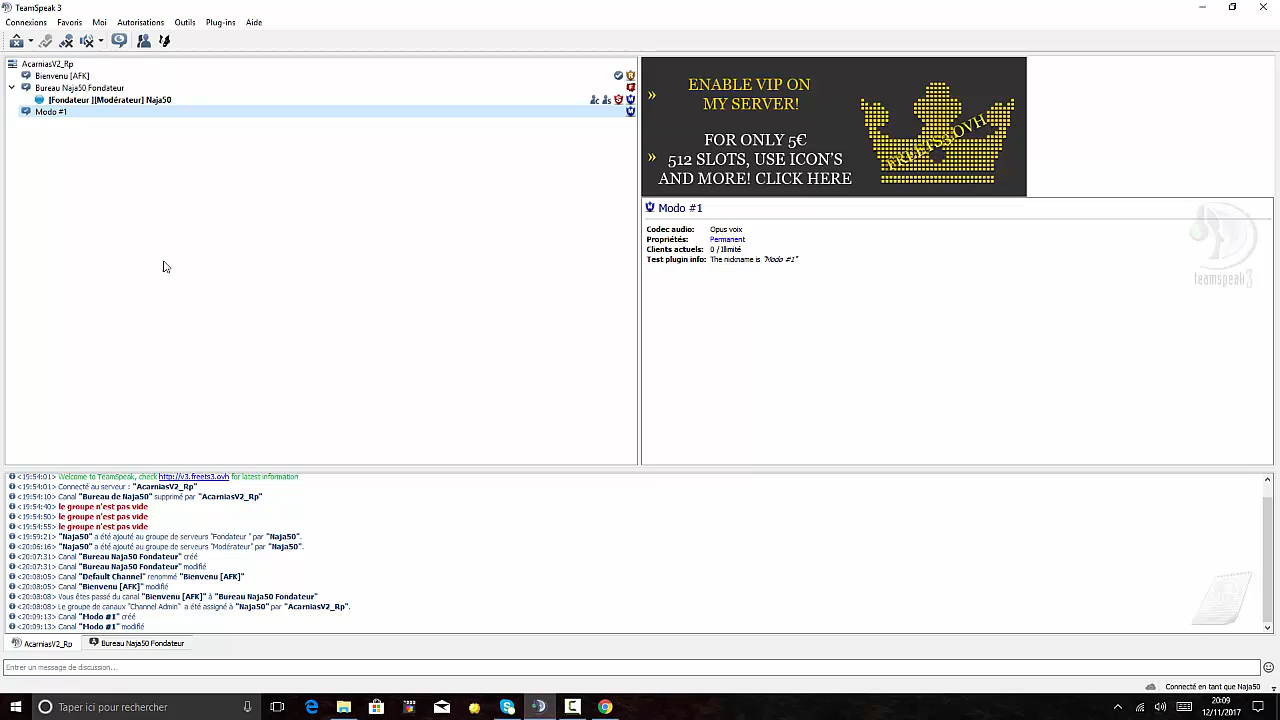 TeamSpeak 3
Connexions Favoris Moi Autorisations Outils Plug-ins Aide
AcarniasV2_Rp
Bienvenu [AFK]
Bureau Naja50 Fondateur
[Fondateur ][Modérateur] Naja50
Modo #1
» ENABLE VIP ON
MY SERVER!
FOR ONLY 5€
» 512 SLOTS, USE ICON'S
AND MORE! CLICK HERE
FREETS3.OVH
Modo #1
Codec audio: Opus voix
Propriétés: Permanent
Clients actuels: 0 / Illimité
Test plugin info: The nickname is "Modo #1"
teamspeak3
<19:54:01> Welcome to TeamSpeak, check http://v3.freets3.ovh for latest information
<19:54:01> Connecté au serveur : "AcarniasV2_Rp"
<19:54:10> Canal "Bureau de Naja50" supprimé par "AcarniasV2_Rp"
<19:54:40> le groupe n'est pas vide
<19:54:50> le groupe n'est pas vide
<19:54:55> le groupe n'est pas vide
<19:59:21> "Naja50" a été ajouté au groupe de serveurs "Fondateur " par "Naja50".
<20:06:16> "Naja50" a été ajouté au groupe de serveurs "Modérateur" par "Naja50".
<20:07:31> Canal "Bureau Naja50 Fondateur" créé
<20:07:31> Canal "Bureau Naja50 Fondateur" modifié
<20:08:05> Canal "Default Channel" renommé "Bienvenu [AFK]"
<20:08:05> Canal "Bienvenu [AFK]" modifié
<20:08:08> Vous êtes passé du canal "Bienvenu [AFK]" à "Bureau Naja50 Fondateur"
<20:08:08> Le groupe de canaux "Channel Admin" a été assigné à "Naja50" par "AcarniasV2_Rp".
<20:09:13> Canal "Modo #1" créé
<20:09:13> Canal "Modo #1" modifié
AcarniasV2_Rp Bureau Naja50 Fondateur
Entrer un message de discussion...
Connecté en tant que Naja50
Taper ici pour rechercher
20:09
12/11/2017